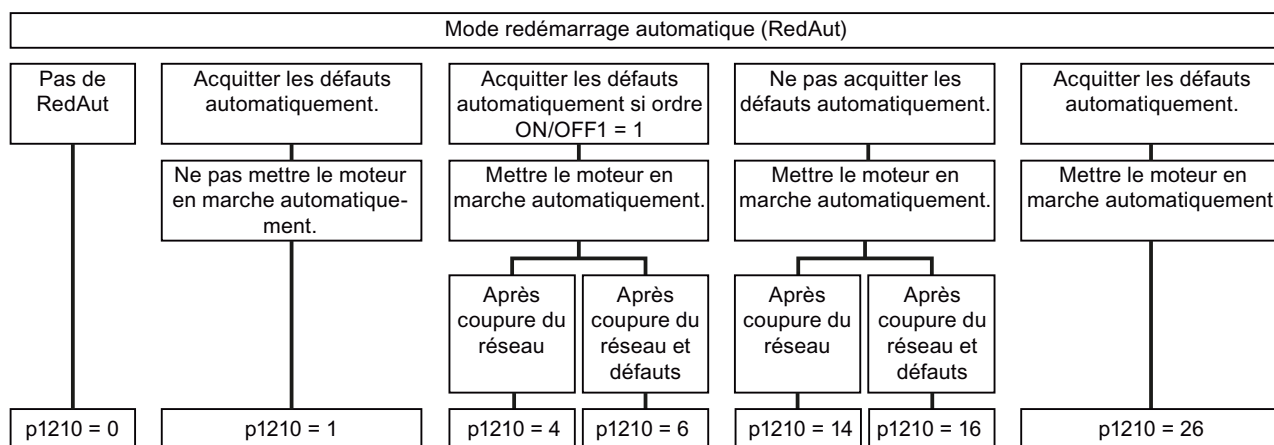 Mode redémarrage automatique (RedAut)
Pas de
RedAut
Acquitter les défauts
automatiquement.
Acquitter les défauts
automatiquement si ordre
ON/OFF1 = 1
Ne pas acquitter les
défauts automatiquement.
Acquitter les défauts
automatiquement.
Ne pas mettre le moteur
en marche automatique-
ment.
Mettre le moteur en
marche automatiquement.
Mettre le moteur en
marche automatiquement.
Mettre le moteur en
marche automatiquement
Après
coupure du
réseau
Après
coupure du
réseau et
défauts
Après
coupure du
réseau
Après
coupure du
réseau et
défauts
p1210 = 0
p1210 = 1
p1210 = 4
p1210 = 6
p1210 = 14
p1210 = 16
p1210 = 26